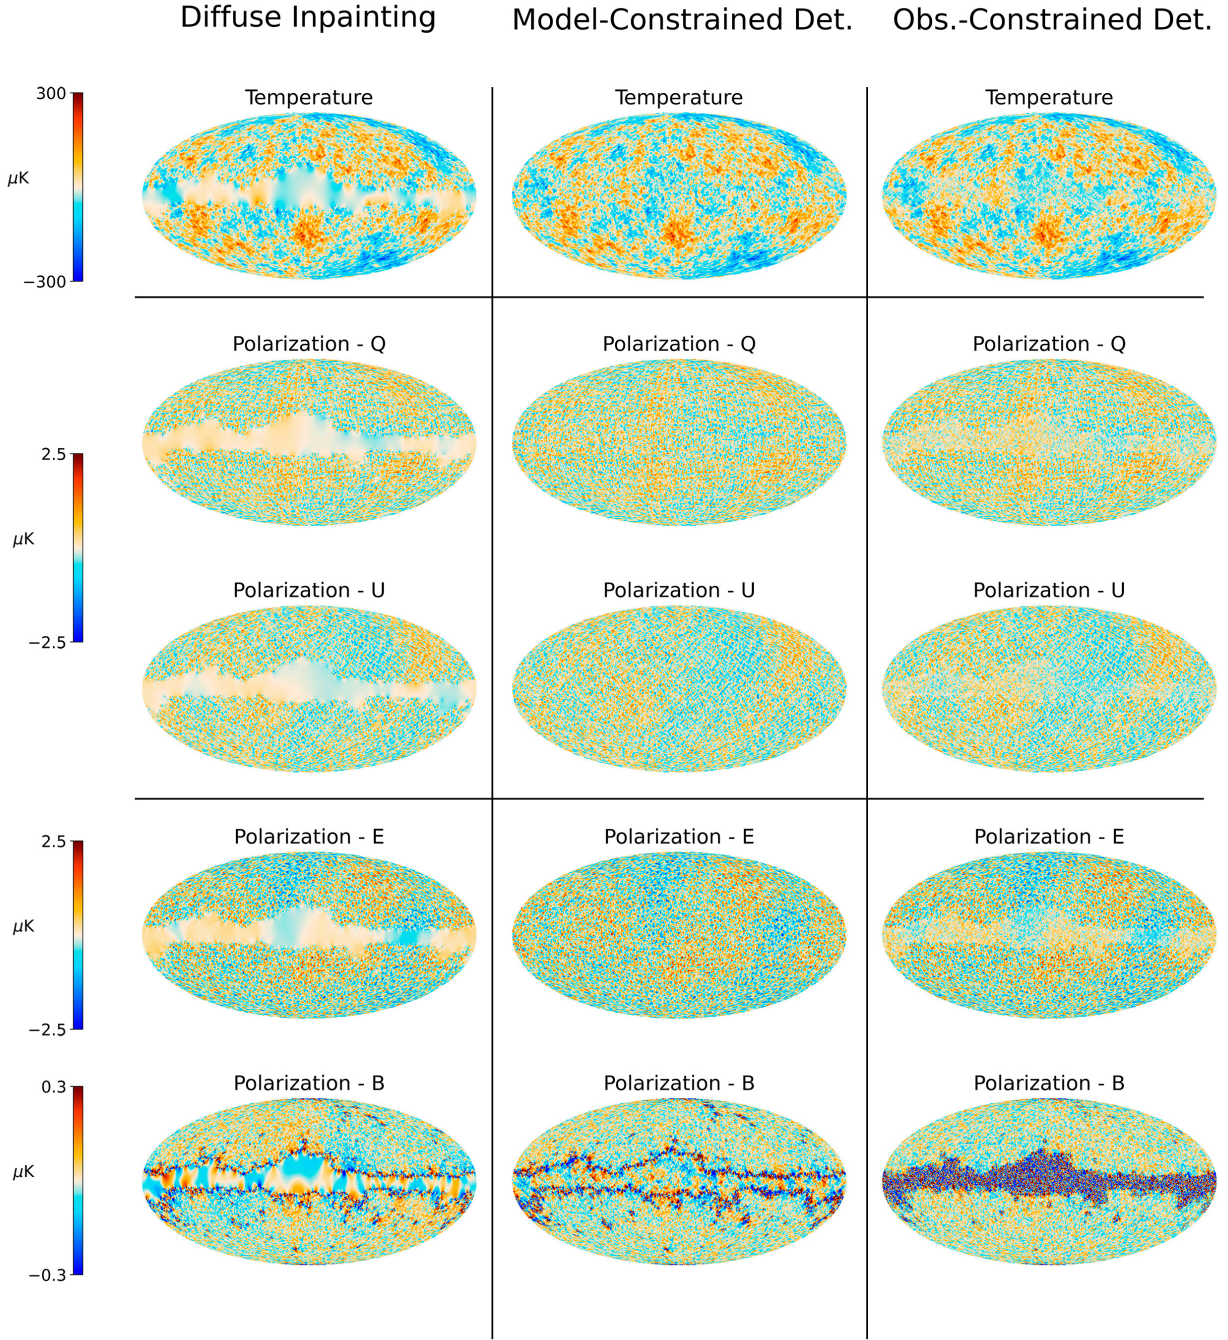 Diffuse Inpainting Model-Constrained Det. Obs.-Constrained Det.
Temperature Temperature Temperature
300
μK
−300
Polarization - Q Polarization - Q Polarization - Q
2.5
μK
−2.5
Polarization - U Polarization - U Polarization - U
Polarization - E Polarization - E Polarization - E
2.5
μK
−2.5
Polarization - B Polarization - B Polarization - B
0.3
μK
−0.3